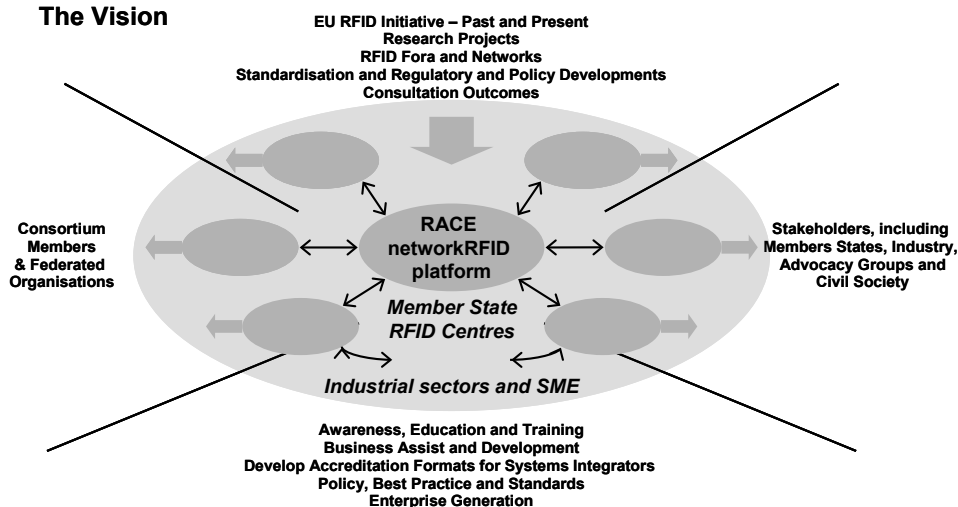 The Vision
EU RFID Initiative – Past and Present
Research Projects
RFID Fora and Networks
Standardisation and Regulatory and Policy Developments
Consultation Outcomes
Consortium
Members
& Federated
Organisations
RACE
networkRFID
platform
Member State
RFID Centres
Industrial sectors and SME
Stakeholders, including
Members States, Industry,
Advocacy Groups and
Civil Society
Awareness, Education and Training
Business Assist and Development
Develop Accreditation Formats for Systems Integrators
Policy, Best Practice and Standards
Enterprise Generation